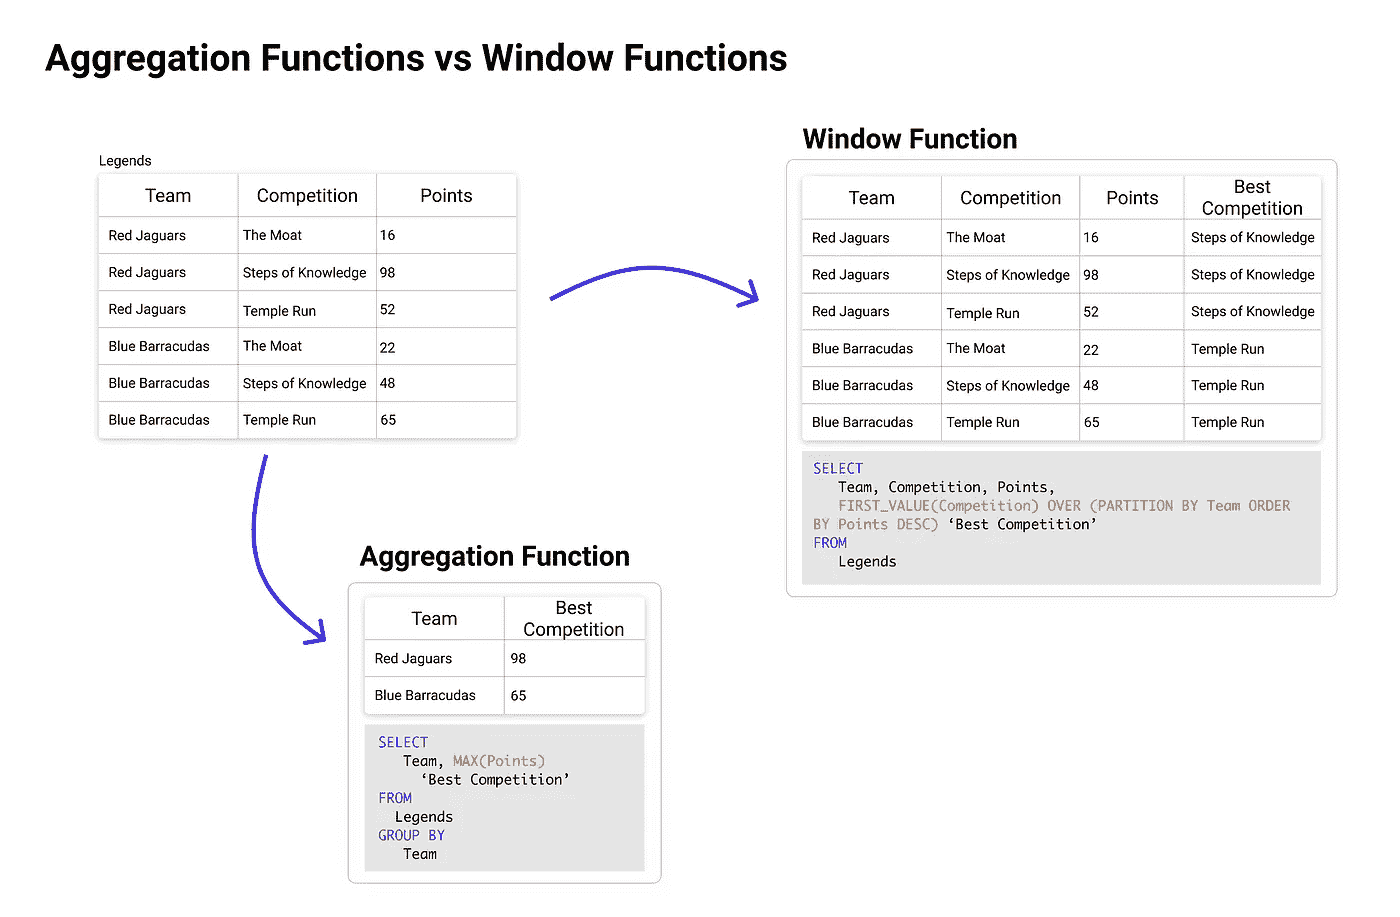 Aggregation Functions vs Window Functions
Legends
Team Competition Points
Red Jaguars The Moat 16
Red Jaguars Steps of Knowledge 98
Red Jaguars Temple Run 52
Blue Barracudas The Moat 22
Blue Barracudas Steps of Knowledge 48
Blue Barracudas Temple Run 65
Window Function
Team Competition Points Best
Competition
Red Jaguars The Moat 16 Steps of Knowledge
Red Jaguars Steps of Knowledge 98 Steps of Knowledge
Red Jaguars Temple Run 52 Steps of Knowledge
Blue Barracudas The Moat 22 Temple Run
Blue Barracudas Steps of Knowledge 48 Temple Run
Blue Barracudas Temple Run 65 Temple Run
SELECT
Team, Competition, Points,
FIRST_VALUE(Competition) OVER (PARTITION BY Team ORDER
BY Points DESC) ‘Best Competition’
FROM
Legends
Aggregation Function
Team Best
Competition
Red Jaguars 98
Blue Barracudas 65
SELECT
Team, MAX(Points)
‘Best Competition’
FROM
Legends
GROUP BY
Team